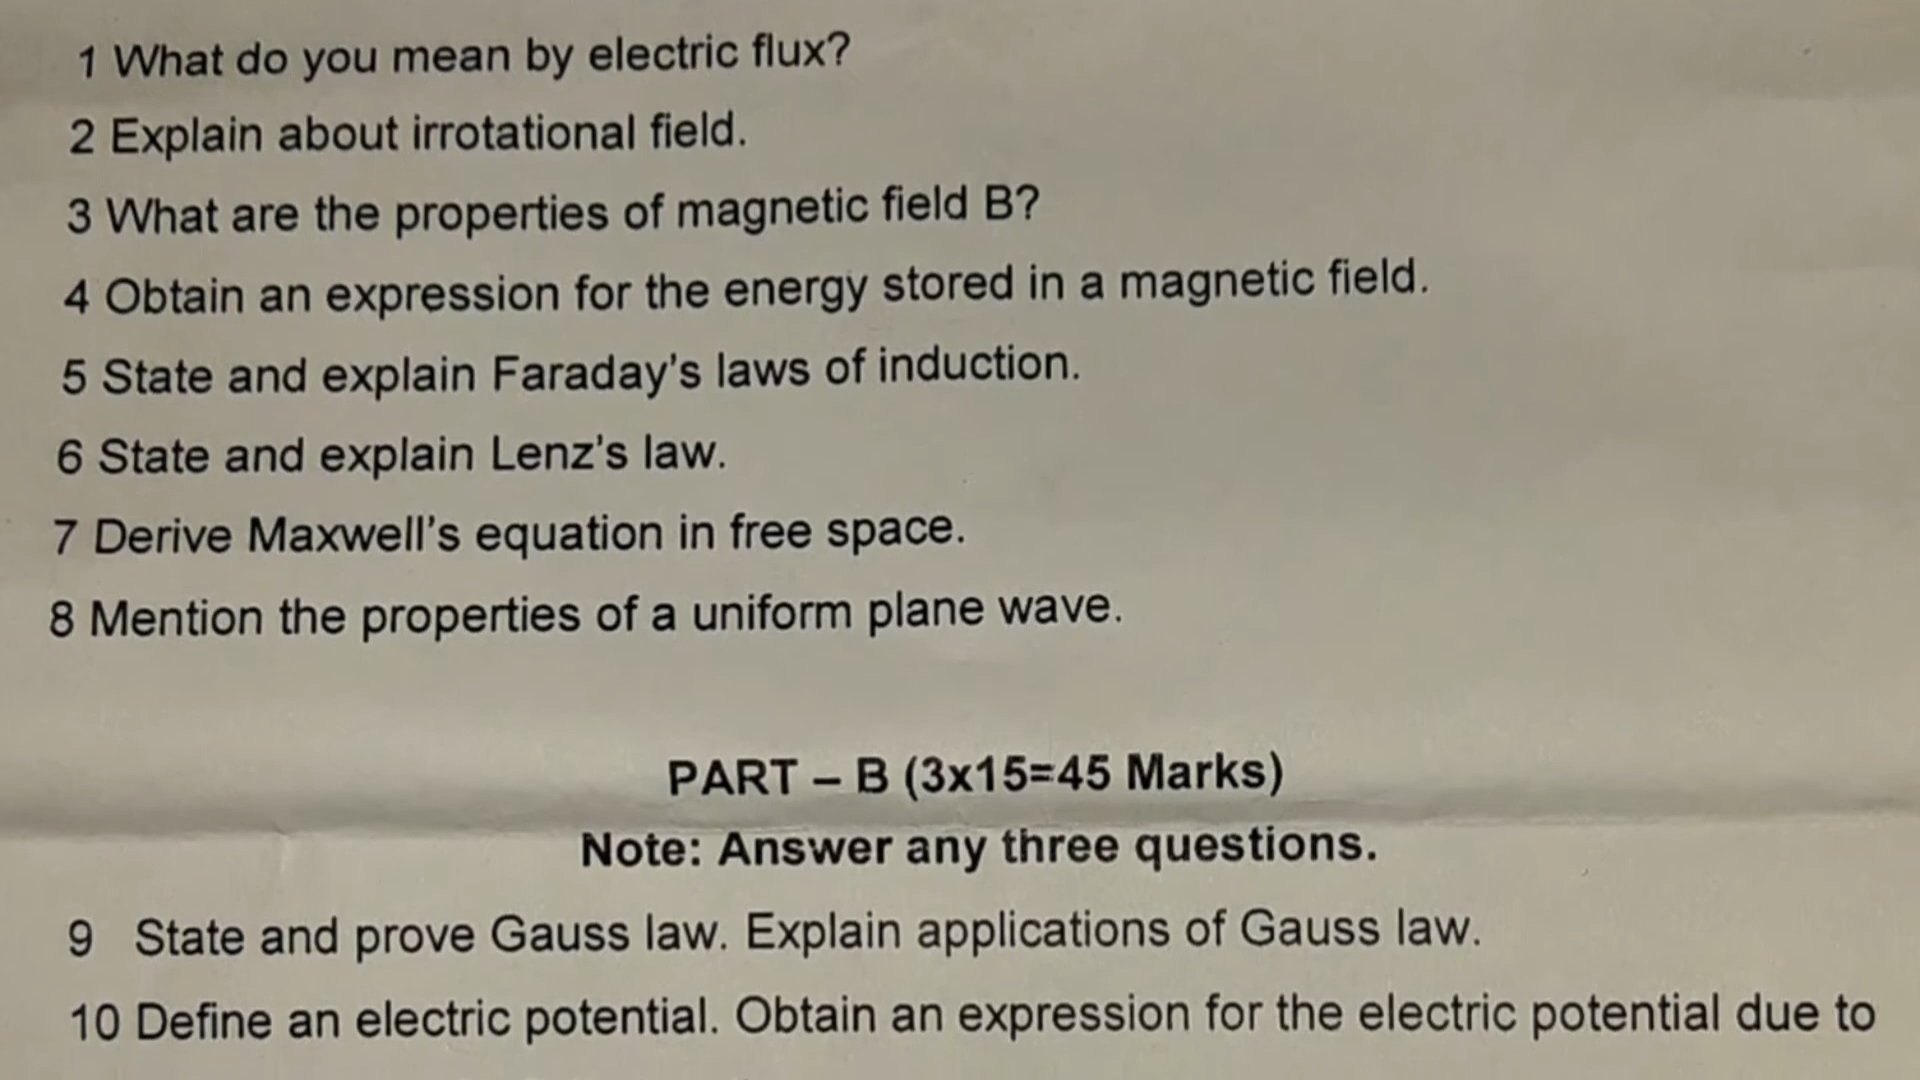 1 What do you mean by electric flux?
2 Explain about irrotational field.
3 What are the properties of magnetic field B?
4 Obtain an expression for the energy stored in a magnetic field.
5 State and explain Faraday's laws of induction.
6 State and explain Lenz's law.
7 Derive Maxwell's equation in free space.
8 Mention the properties of a uniform plane wave.
PART – B (3x15=45 Marks)
Note: Answer any three questions.
9 State and prove Gauss law. Explain applications of Gauss law.
10 Define an electric potential. Obtain an expression for the electric potential due to